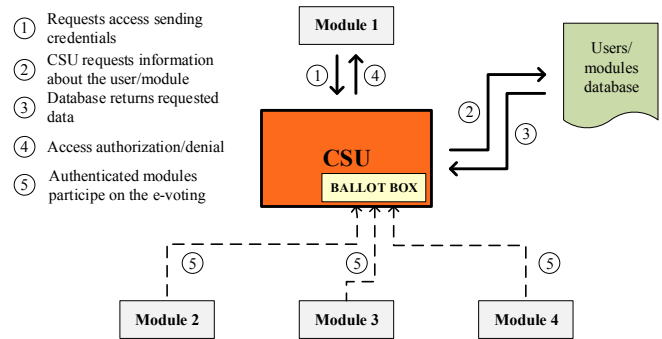 1 Requests access sending
credentials
2 CSU requests information
about the user/module
3 Database returns requested
data
4 Access authorization/denial
5 Authenticated modules
participe on the e-voting
Module 1
1
4
Users/
modules
database
2
3
CSU
BALLOT BOX
5
5
5
Module 2
Module 3
Module 4